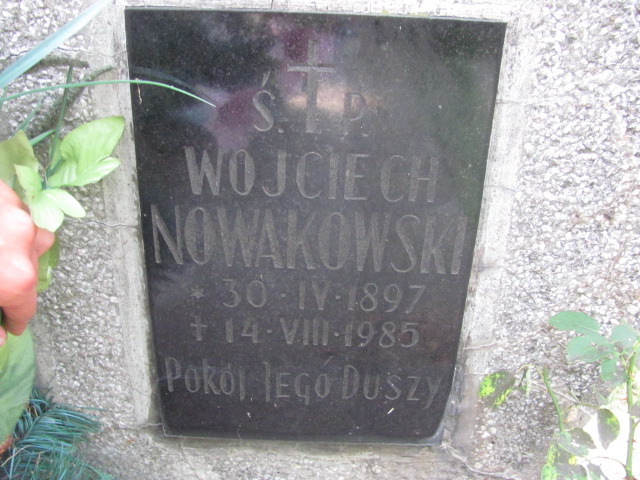 Ś. P.
WOJCIECH
NOWAKOWSKI
* 30 · IV · 1897
✝ 14 · VIII · 1985
Pokój Jego Duszy